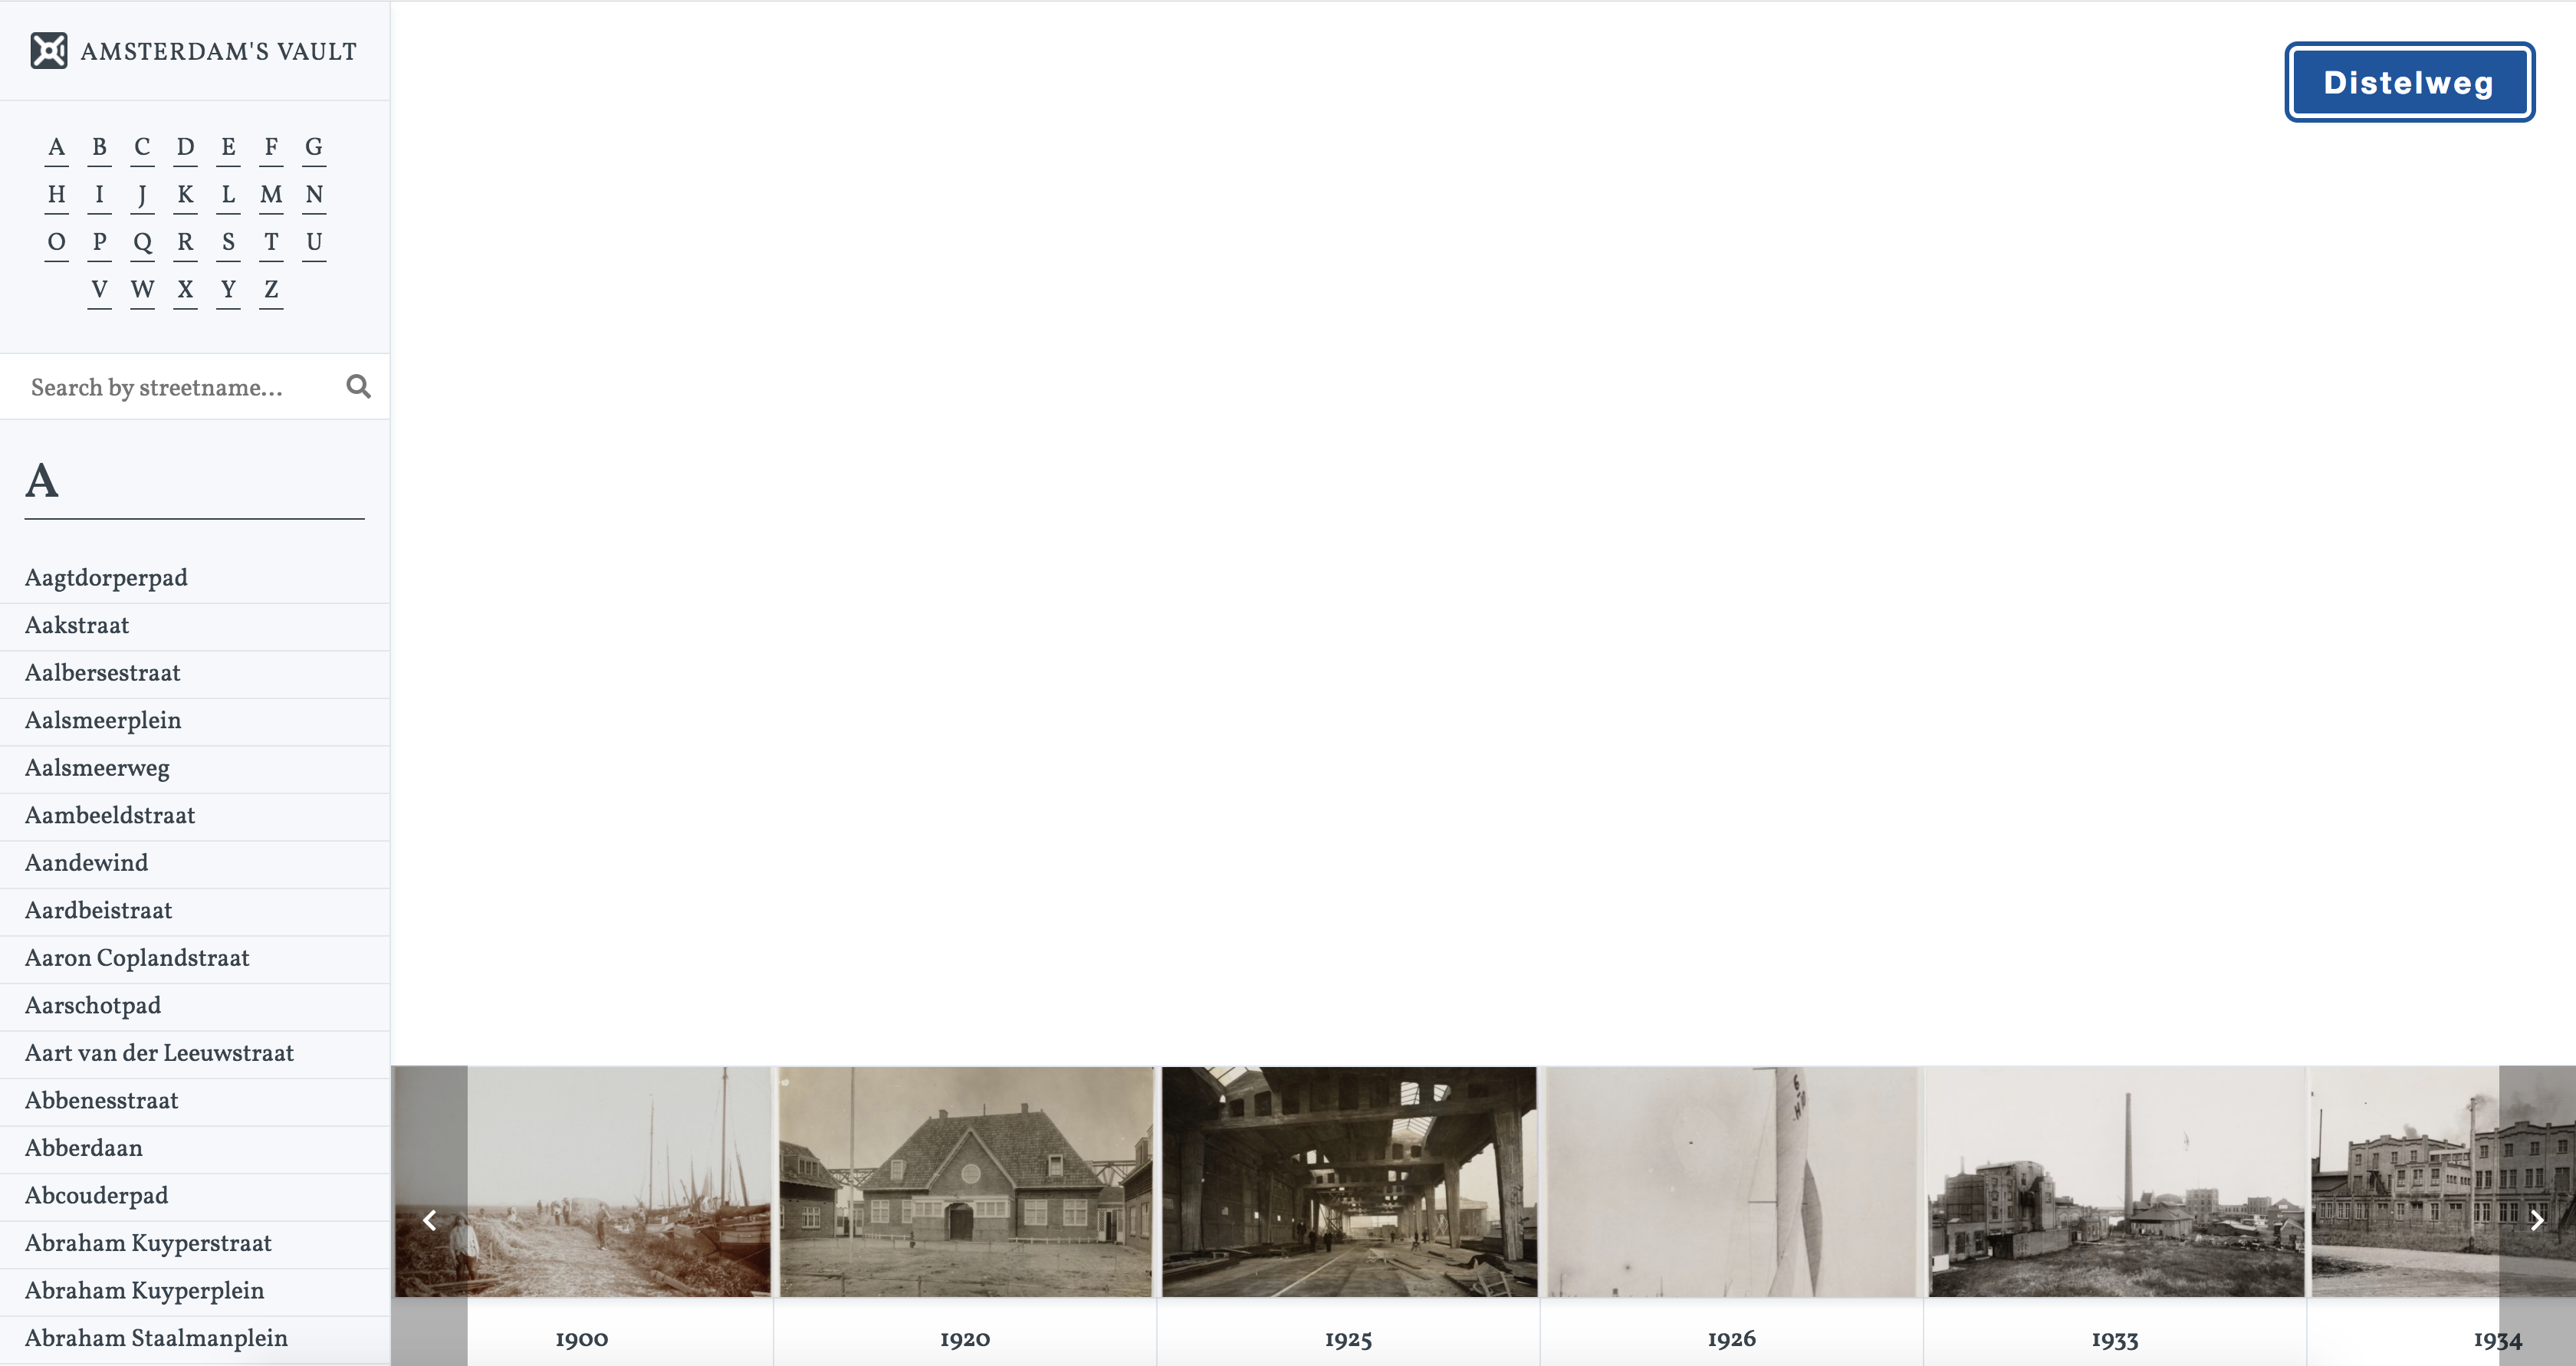 AMSTERDAM'S VAULT
A B C D E F G
H I J K L M N
O P Q R S T U
V W X Y Z
Search by streetname...
A
Aagtdorperpad
Aakstraat
Aalbersestraat
Aalsmeerplein
Aalsmeerweg
Aambeeldstraat
Aandewind
Aardbeistraat
Aaron Coplandstraat
Aarschotpad
Aart van der Leeuwstraat
Abbenesstraat
Abberdaan
Abcouderpad
Abraham Kuyperstraat
Abraham Kuyperplein
Abraham Staalmanplein
Distelweg
1900
1920
1925
1926
1933
1934